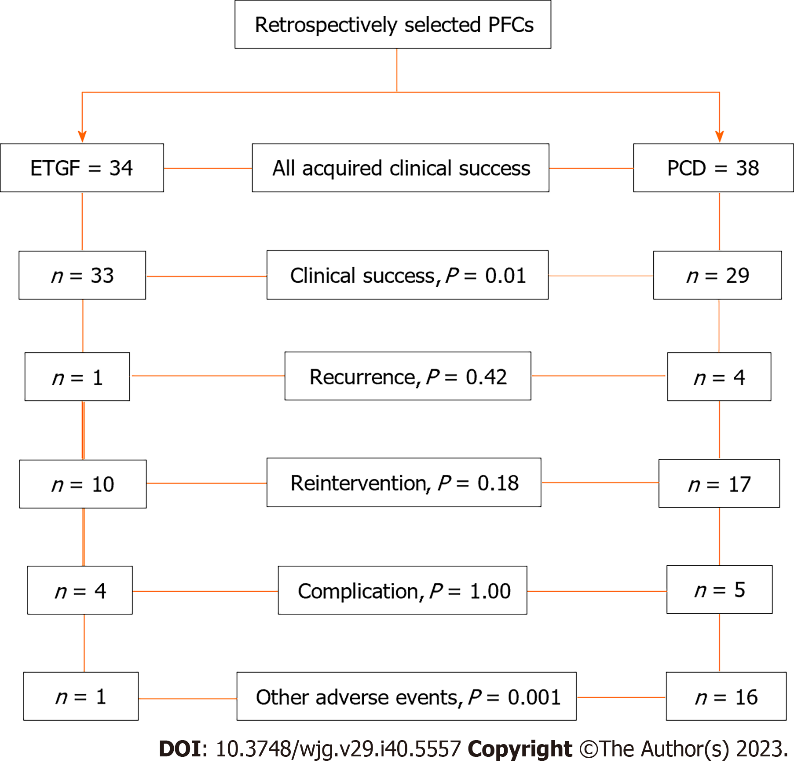 Retrospectively selected PFCs
ETGF = 34 All acquired clinical success PCD = 38
n = 33 Clinical success, P = 0.01 n = 29
n = 1 Recurrence, P = 0.42 n = 4
n = 10 Reintervention, P = 0.18 n = 17
n = 4 Complication, P = 1.00 n = 5
n = 1 Other adverse events, P = 0.001 n = 16
DOI: 10.3748/wjg.v29.i40.5557 Copyright ©The Author(s) 2023.